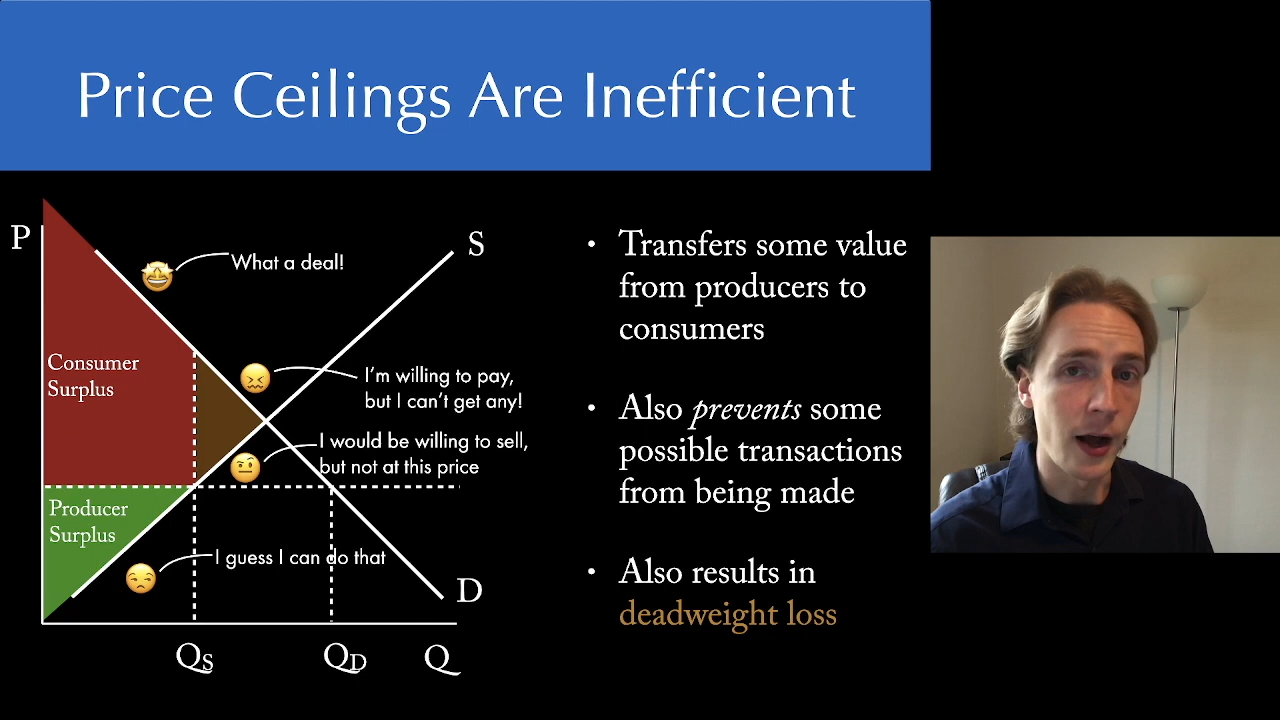 Price Ceilings Are Inefficient
P
S
What a deal!
Consumer
Surplus
I'm willing to pay,
but I can't get any!
I would be willing to sell,
but not at this price
Producer
Surplus
I guess I can do that
D
QS
QD
Q
• Transfers some value
from producers to
consumers
• Also prevents some
possible transactions
from being made
• Also results in
deadweight loss